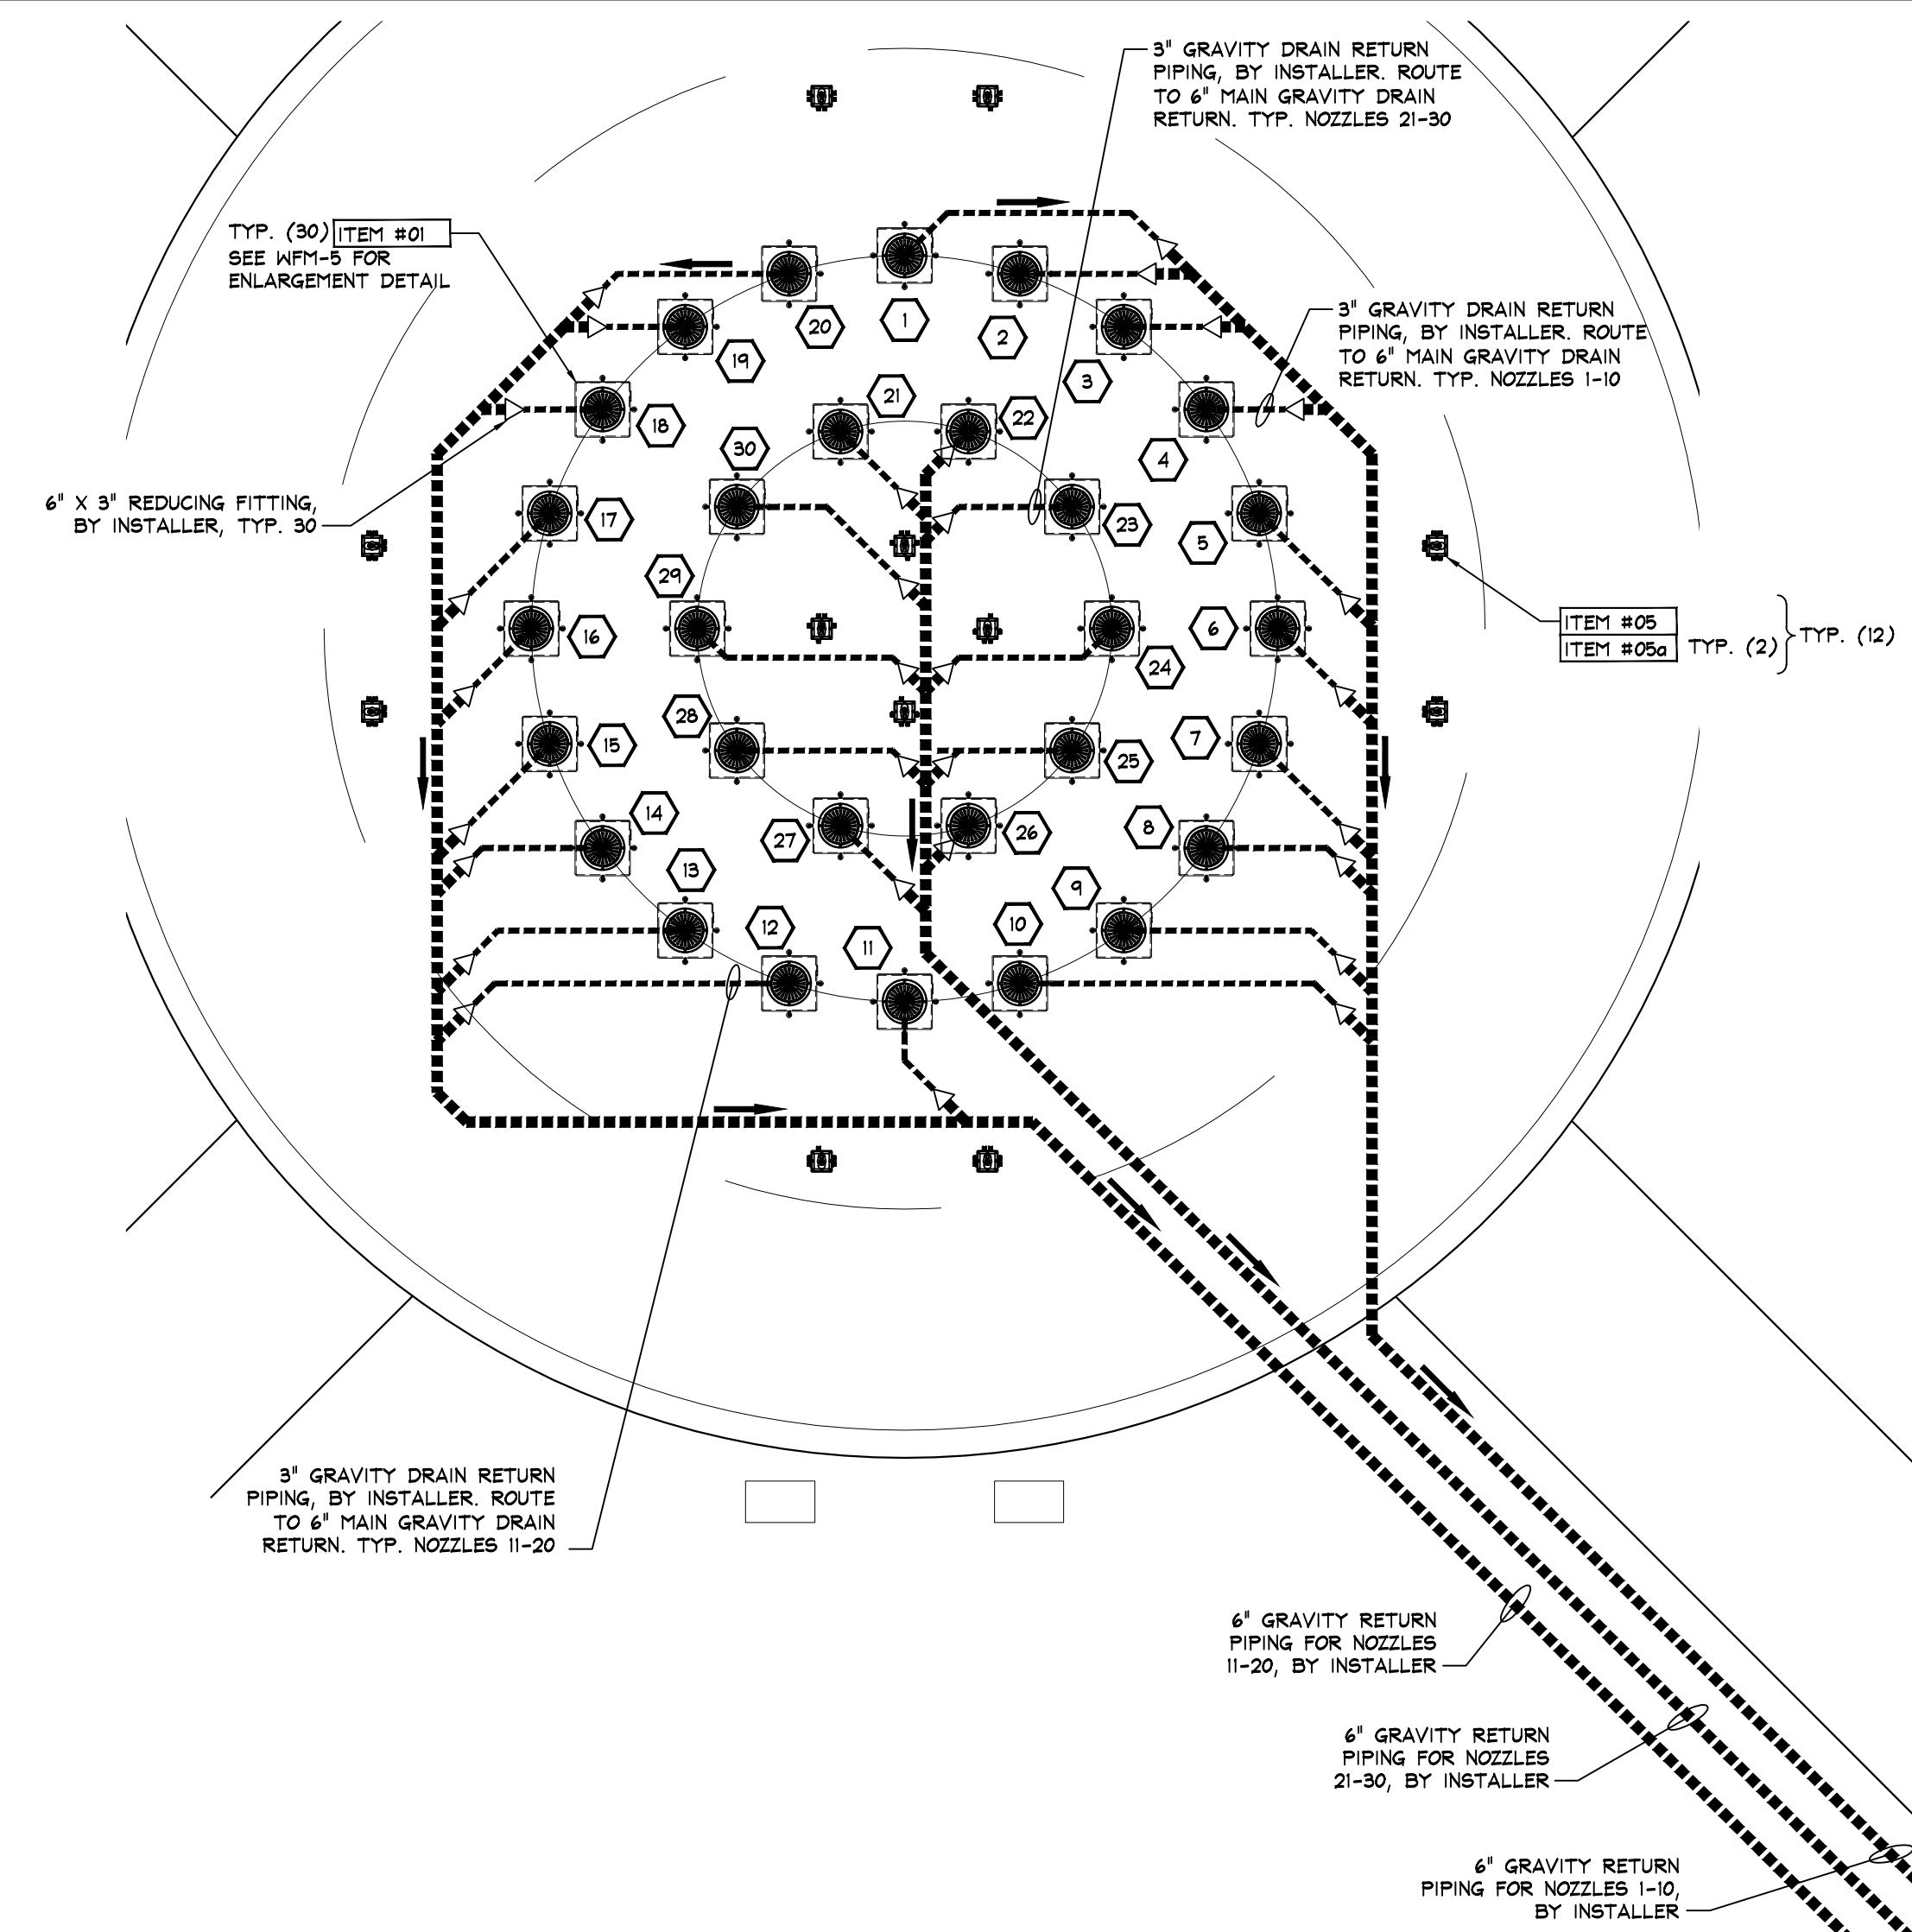 3" GRAVITY DRAIN RETURN
PIPING, BY INSTALLER. ROUTE
TO 6" MAIN GRAVITY DRAIN
RETURN. TYP. NOZZLES 21-30
TYP. (30) ITEM #01
SEE WFM-5 FOR
ENLARGEMENT DETAIL
3" GRAVITY DRAIN RETURN
PIPING, BY INSTALLER. ROUTE
TO 6" MAIN GRAVITY DRAIN
RETURN. TYP. NOZZLES 1-10
20
1
2
19
3
21
18
22
30
4
6" X 3" REDUCING FITTING,
BY INSTALLER, TYP. 30
17
23
5
29
16
6
ITEM #05
ITEM #05a TYP. (2) TYP. (12)
24
28
15
7
25
14
27
26
8
13
9
12
10
11
3" GRAVITY DRAIN RETURN
PIPING, BY INSTALLER. ROUTE
TO 6" MAIN GRAVITY DRAIN
RETURN. TYP. NOZZLES 11-20
6" GRAVITY RETURN
PIPING FOR NOZZLES
11-20, BY INSTALLER
6" GRAVITY RETURN
PIPING FOR NOZZLES
21-30, BY INSTALLER
6" GRAVITY RETURN
PIPING FOR NOZZLES 1-10,
BY INSTALLER